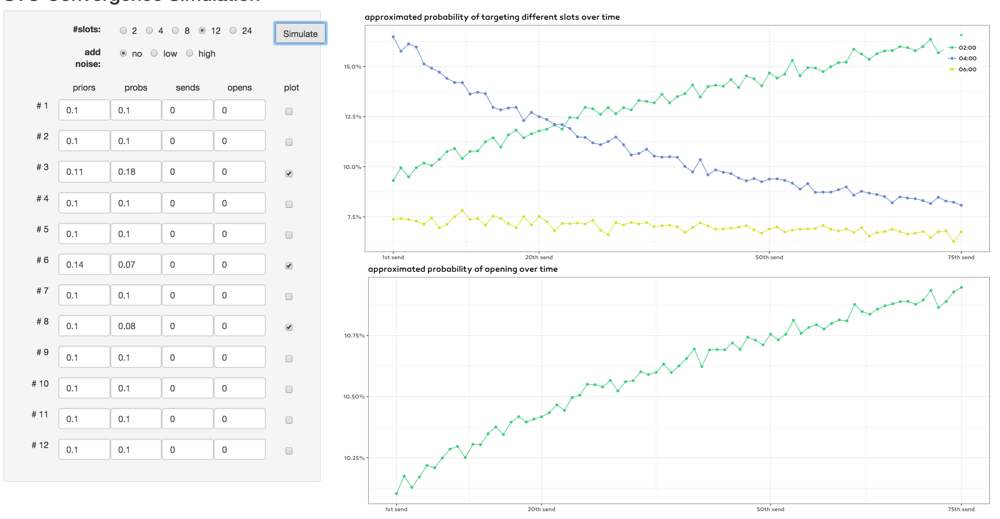 #slots: 2 4 8 12 24 Simulate
add noise: no low high
priors probs sends opens plot
# 1 0.1 0.1 0 0
# 2 0.1 0.1 0 0
# 3 0.11 0.18 0 0
# 4 0.1 0.1 0 0
# 5 0.1 0.1 0 0
# 6 0.14 0.07 0 0
# 7 0.1 0.1 0 0
# 8 0.1 0.08 0 0
# 9 0.1 0.1 0 0
# 10 0.1 0.1 0 0
# 11 0.1 0.1 0 0
# 12 0.1 0.1 0 0
approximated probability of targeting different slots over time
02:00
04:00
06:00
15.0%
12.5%
10.0%
7.5%
1st send 20th send 50th send 75th send
approximated probability of opening over time
10.75%
10.50%
10.25%
1st send 20th send 50th send 75th send